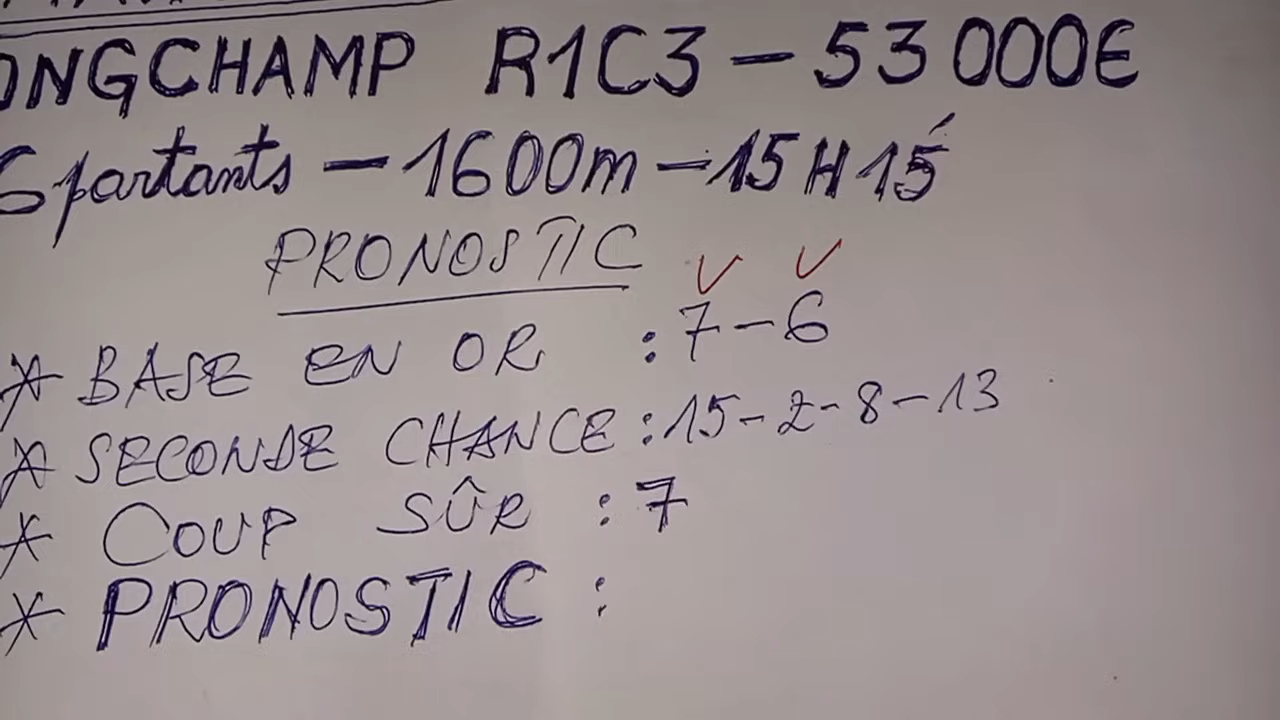 ONGCHAMP R1C3 - 53 000€
6 partants - 1600m - 15H15'
PRONOSTIC
* BASE EN OR : 7-6
* SECONDE CHANCE : 15-2-8-13
* COUP SÛR : 7
* PRONOSTIC :